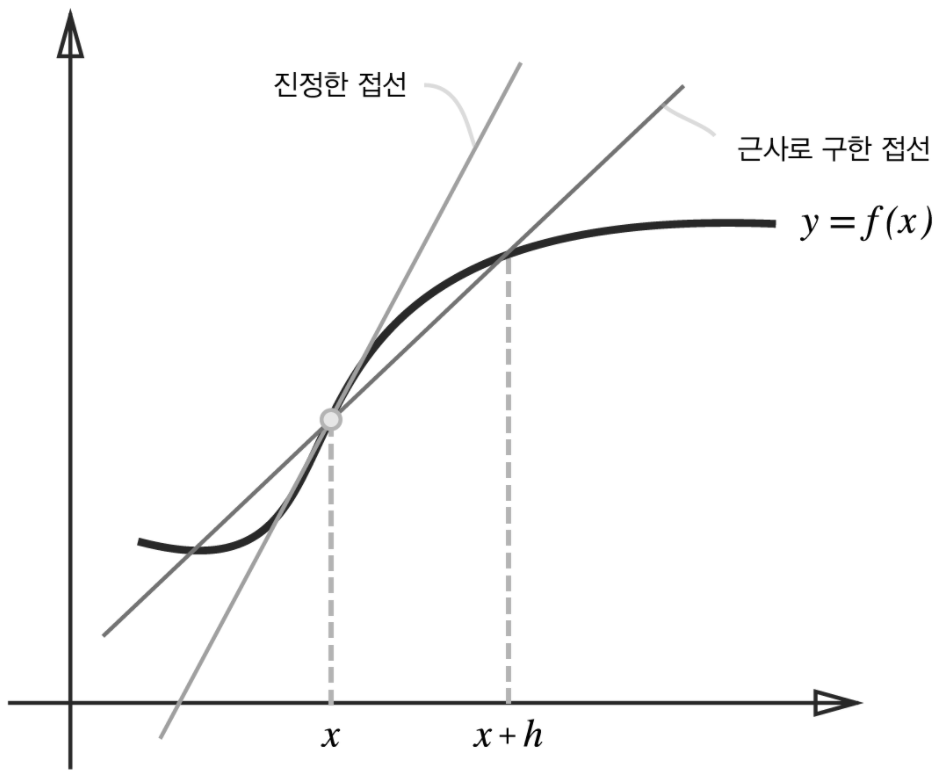 진정한 접선
근사로 구한 접선
y = f(x)
x
x + h